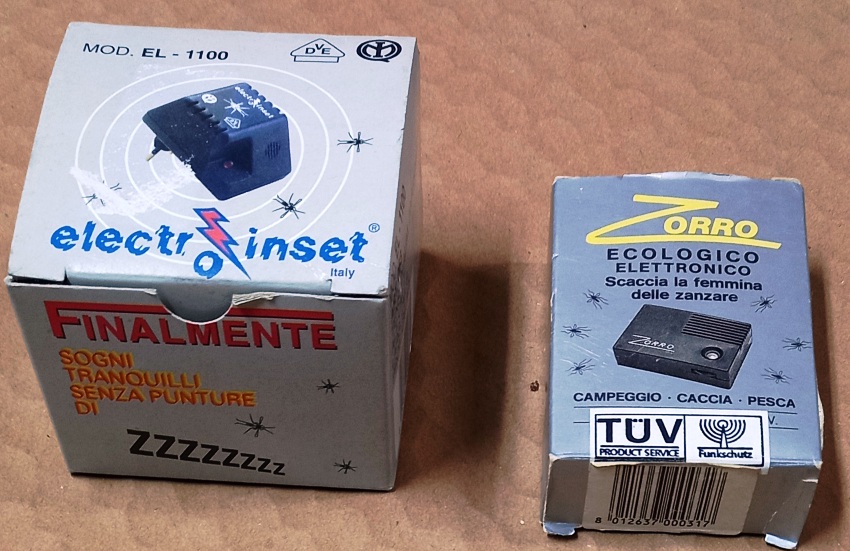 MOD. EL - 1100
DVE
electroinset®
Italy
FINALMENTE
SOGNI
TRANQUILLI
SENZA PUNTURE
DI
ZZZZZZZZ
ZORRO
ECOLOGICO
ELETTRONICO
Scaccia la femmina
delle zanzare
ZORRO
CAMPEGGIO · CACCIA · PESCA
V.
TÜV
PRODUCT SERVICE
Funkschutz
8 012637 000317